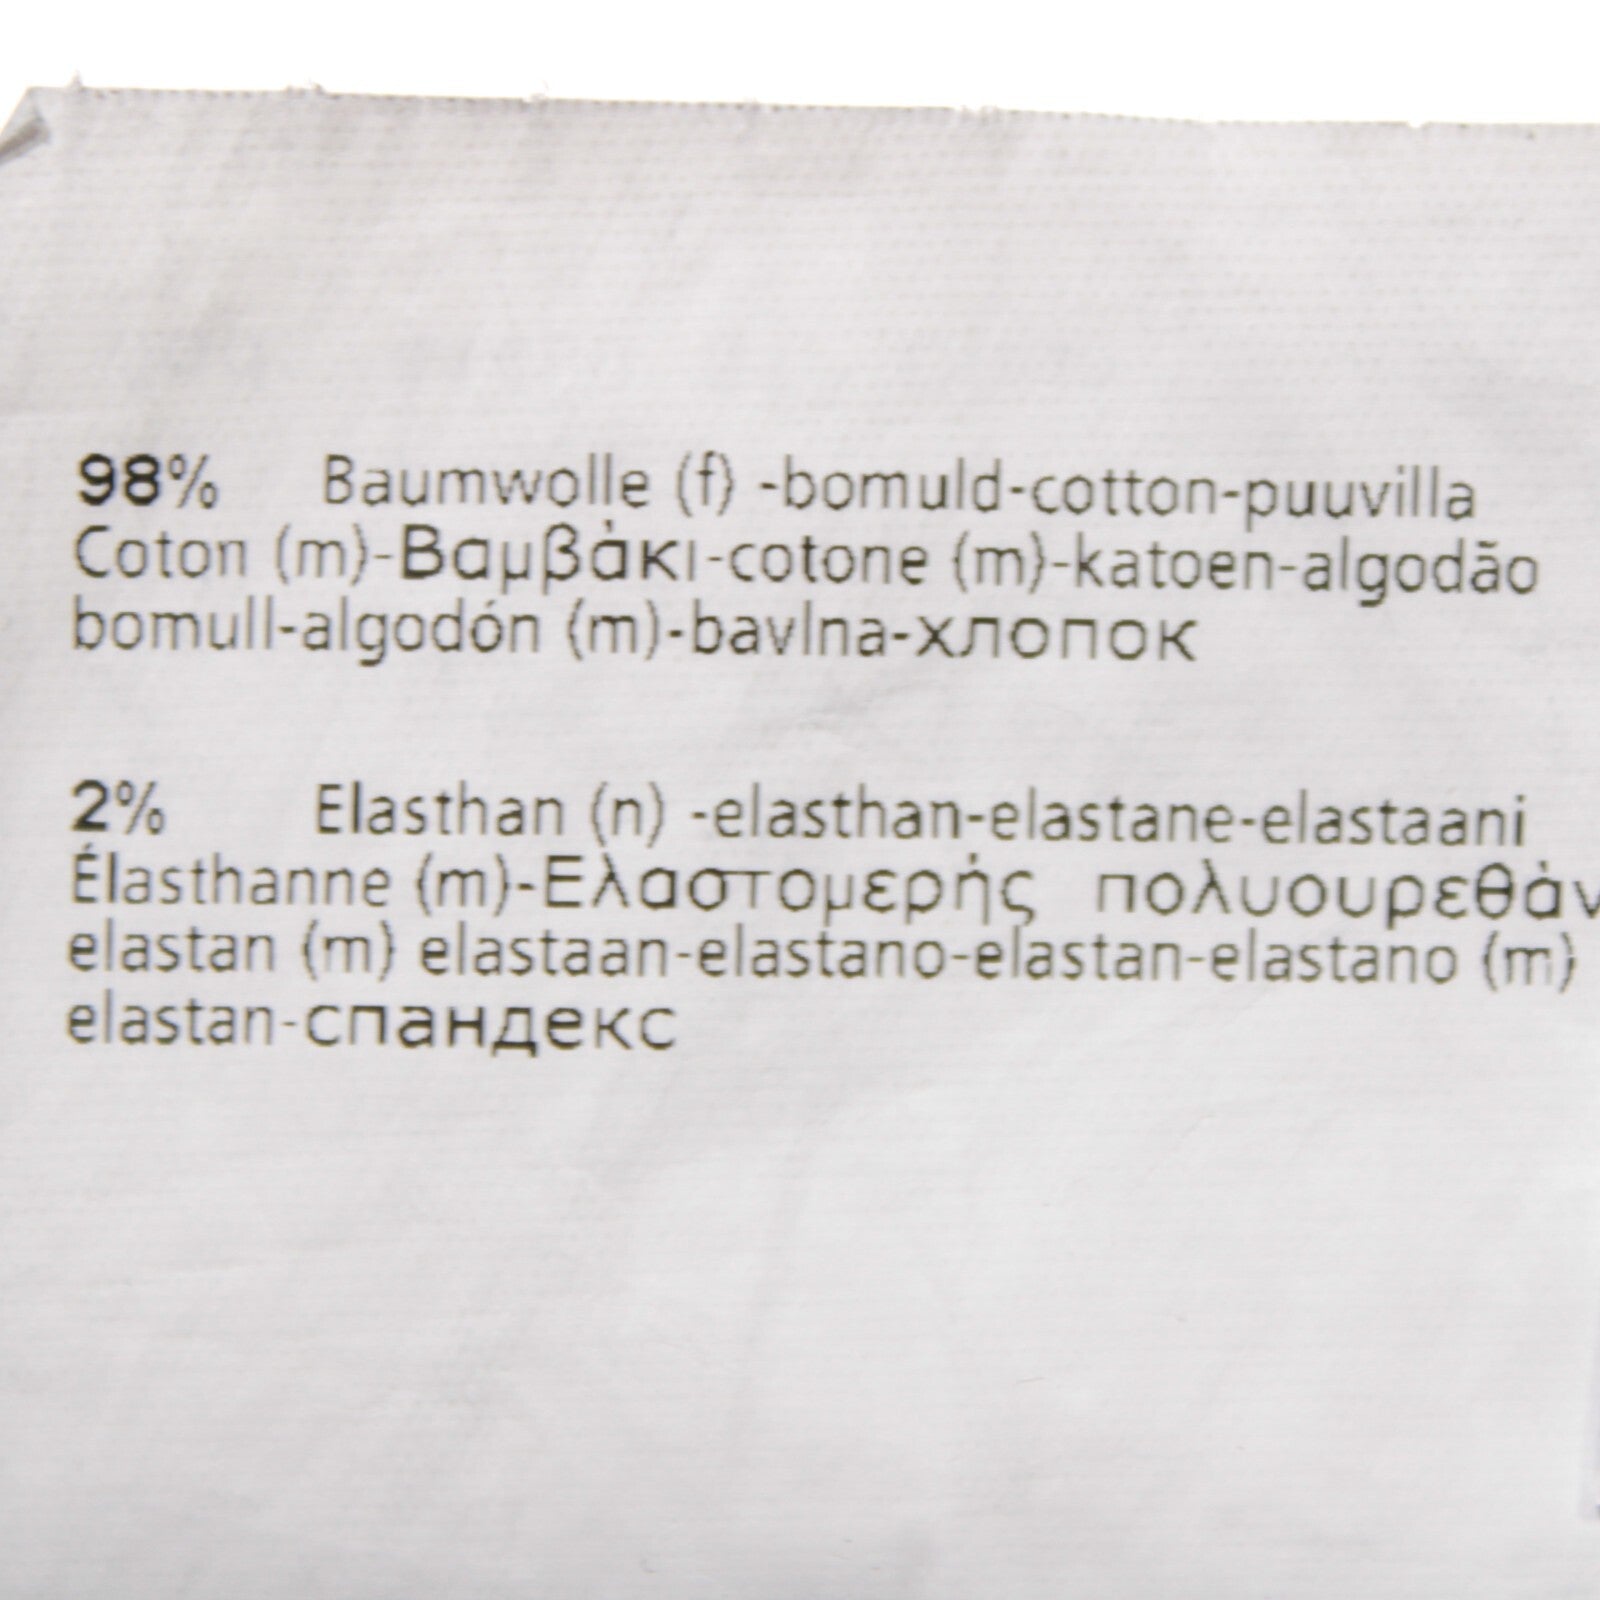 98% Baumwolle (f) -bomuld-cotton-puuvilla
Coton (m)-Βαμβάκι-cotone (m)-katoen-algodão
bomull-algodón (m)-bavlna-хлопок
2% Elasthan (n) -elasthan-elastane-elastaani
Élasthanne (m)-Ελαστομερής πολυουρεθάν
elastan (m) elastaan-elastano-elastan-elastano (m)
elastan-спандекс